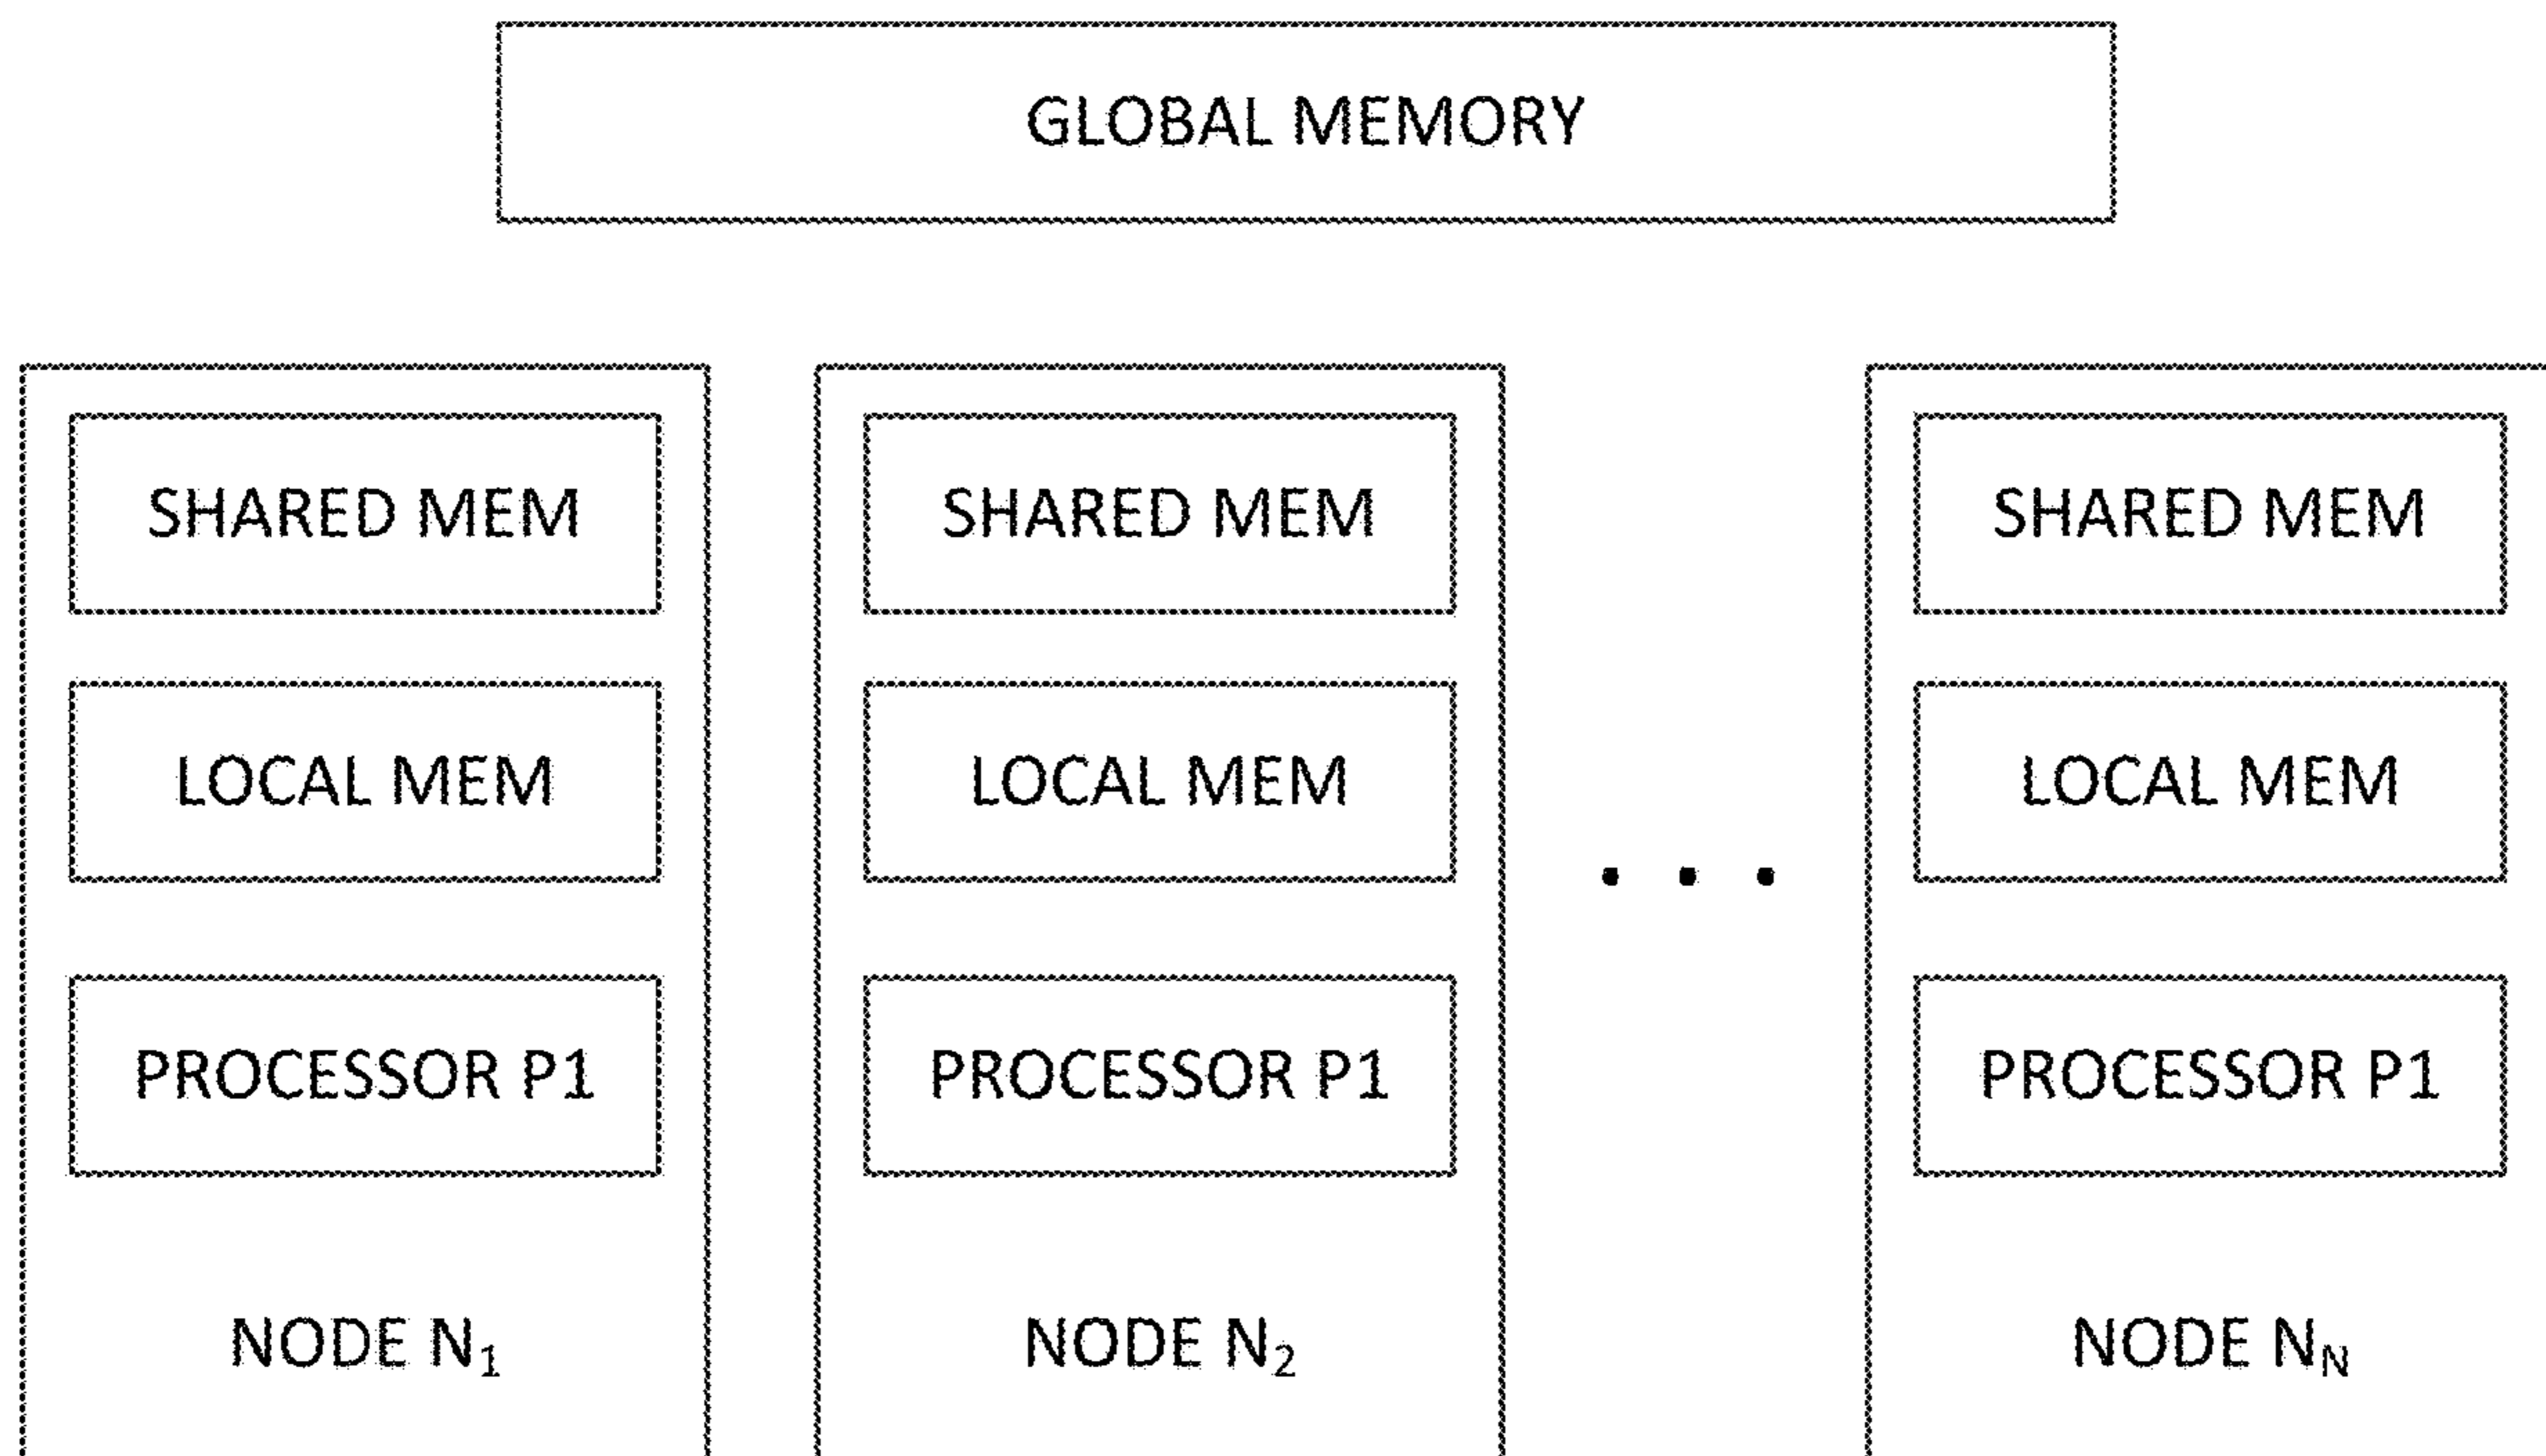 GLOBAL MEMORY
SHARED MEM
LOCAL MEM
PROCESSOR P1
NODE N₁
SHARED MEM
LOCAL MEM
PROCESSOR P1
NODE N₂
. . .
SHARED MEM
LOCAL MEM
PROCESSOR P1
NODE N_N